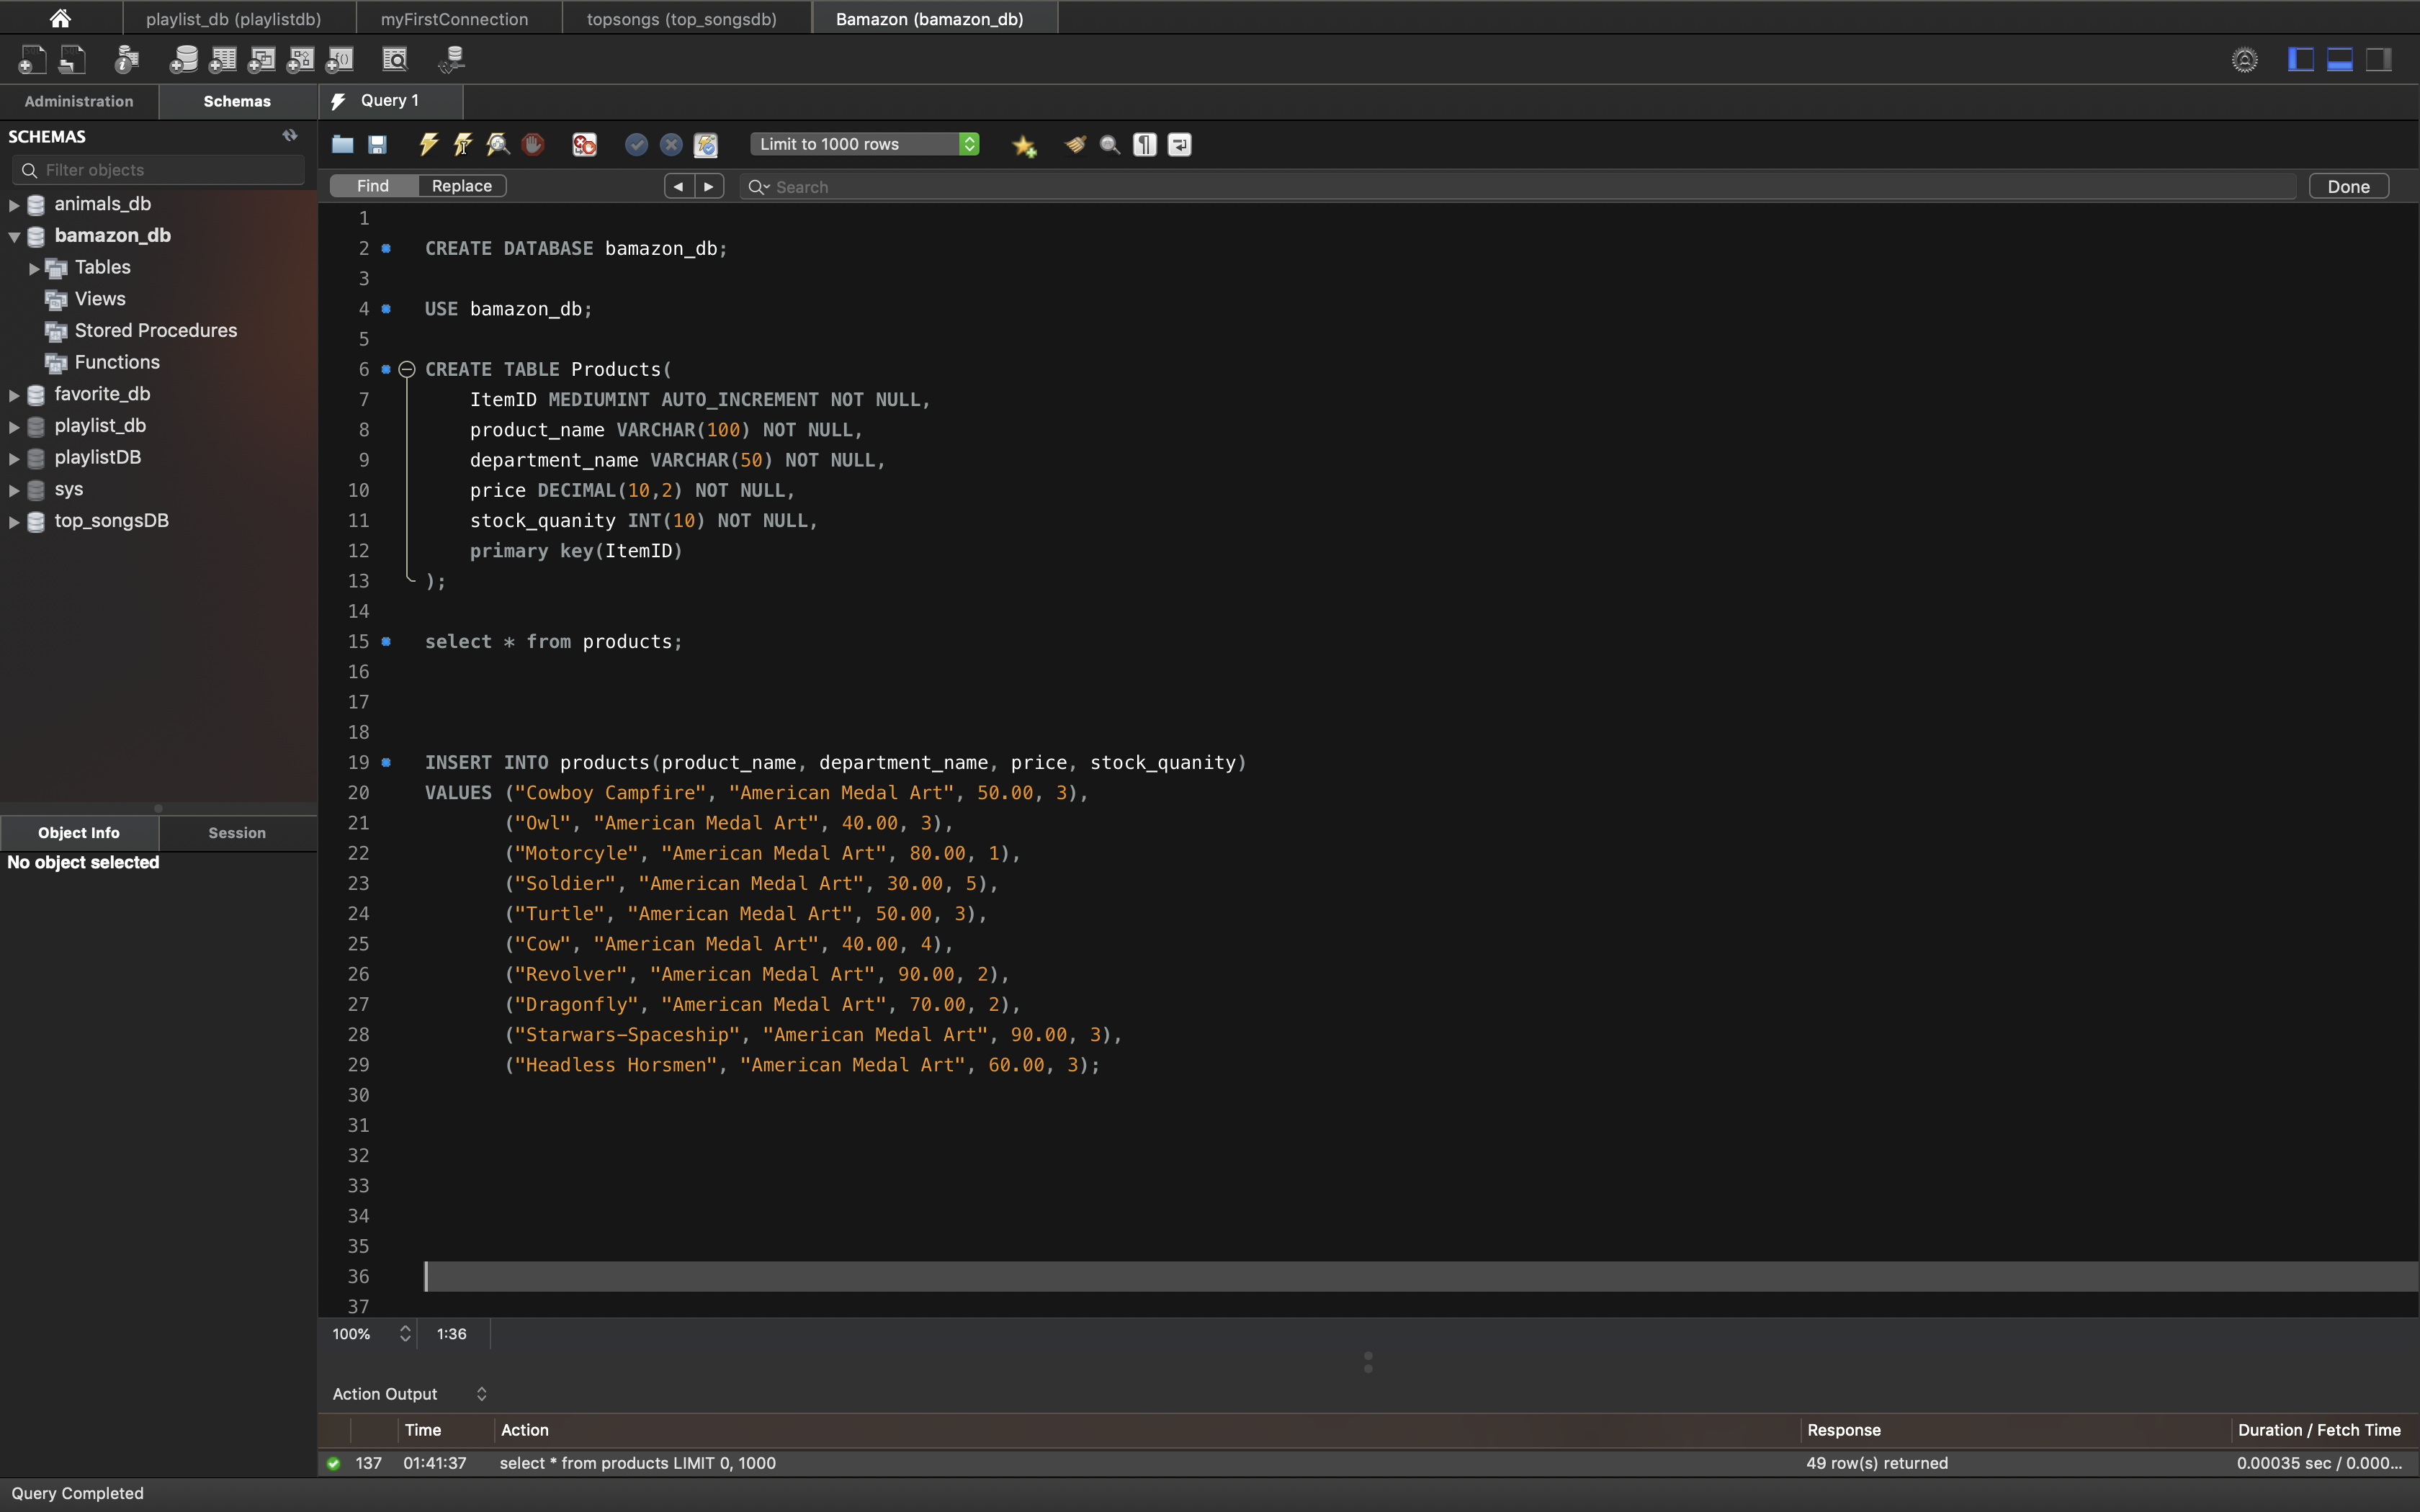 playlist_db (playlistdb)
myFirstConnection
topsongs (top_songsdb)
Bamazon (bamazon_db)
Administration
Schemas
Query 1
SCHEMAS
Limit to 1000 rows
Filter objects
Find
Replace
Search
Done
animals_db
bamazon_db
Tables
Views
Stored Procedures
Functions
favorite_db
playlist_db
playlistDB
sys
top_songsDB
Object Info
Session
No object selected
1
2 CREATE DATABASE bamazon_db;
3
4 USE bamazon_db;
5
6 CREATE TABLE Products(
7 ItemID MEDIUMINT AUTO_INCREMENT NOT NULL,
8 product_name VARCHAR(100) NOT NULL,
9 department_name VARCHAR(50) NOT NULL,
10 price DECIMAL(10,2) NOT NULL,
11 stock_quanity INT(10) NOT NULL,
12 primary key(ItemID)
13 );
14
15 select * from products;
16
17
18
19 INSERT INTO products(product_name, department_name, price, stock_quanity)
20 VALUES ("Cowboy Campfire", "American Medal Art", 50.00, 3),
21 ("Owl", "American Medal Art", 40.00, 3),
22 ("Motorcyle", "American Medal Art", 80.00, 1),
23 ("Soldier", "American Medal Art", 30.00, 5),
24 ("Turtle", "American Medal Art", 50.00, 3),
25 ("Cow", "American Medal Art", 40.00, 4),
26 ("Revolver", "American Medal Art", 90.00, 2),
27 ("Dragonfly", "American Medal Art", 70.00, 2),
28 ("Starwars-Spaceship", "American Medal Art", 90.00, 3),
29 ("Headless Horsmen", "American Medal Art", 60.00, 3);
30
31
32
33
34
35
36
37
100% 1:36
Action Output
Time Action Response Duration / Fetch Time
137 01:41:37 select * from products LIMIT 0, 1000 49 row(s) returned 0.00035 sec / 0.000...
Query Completed